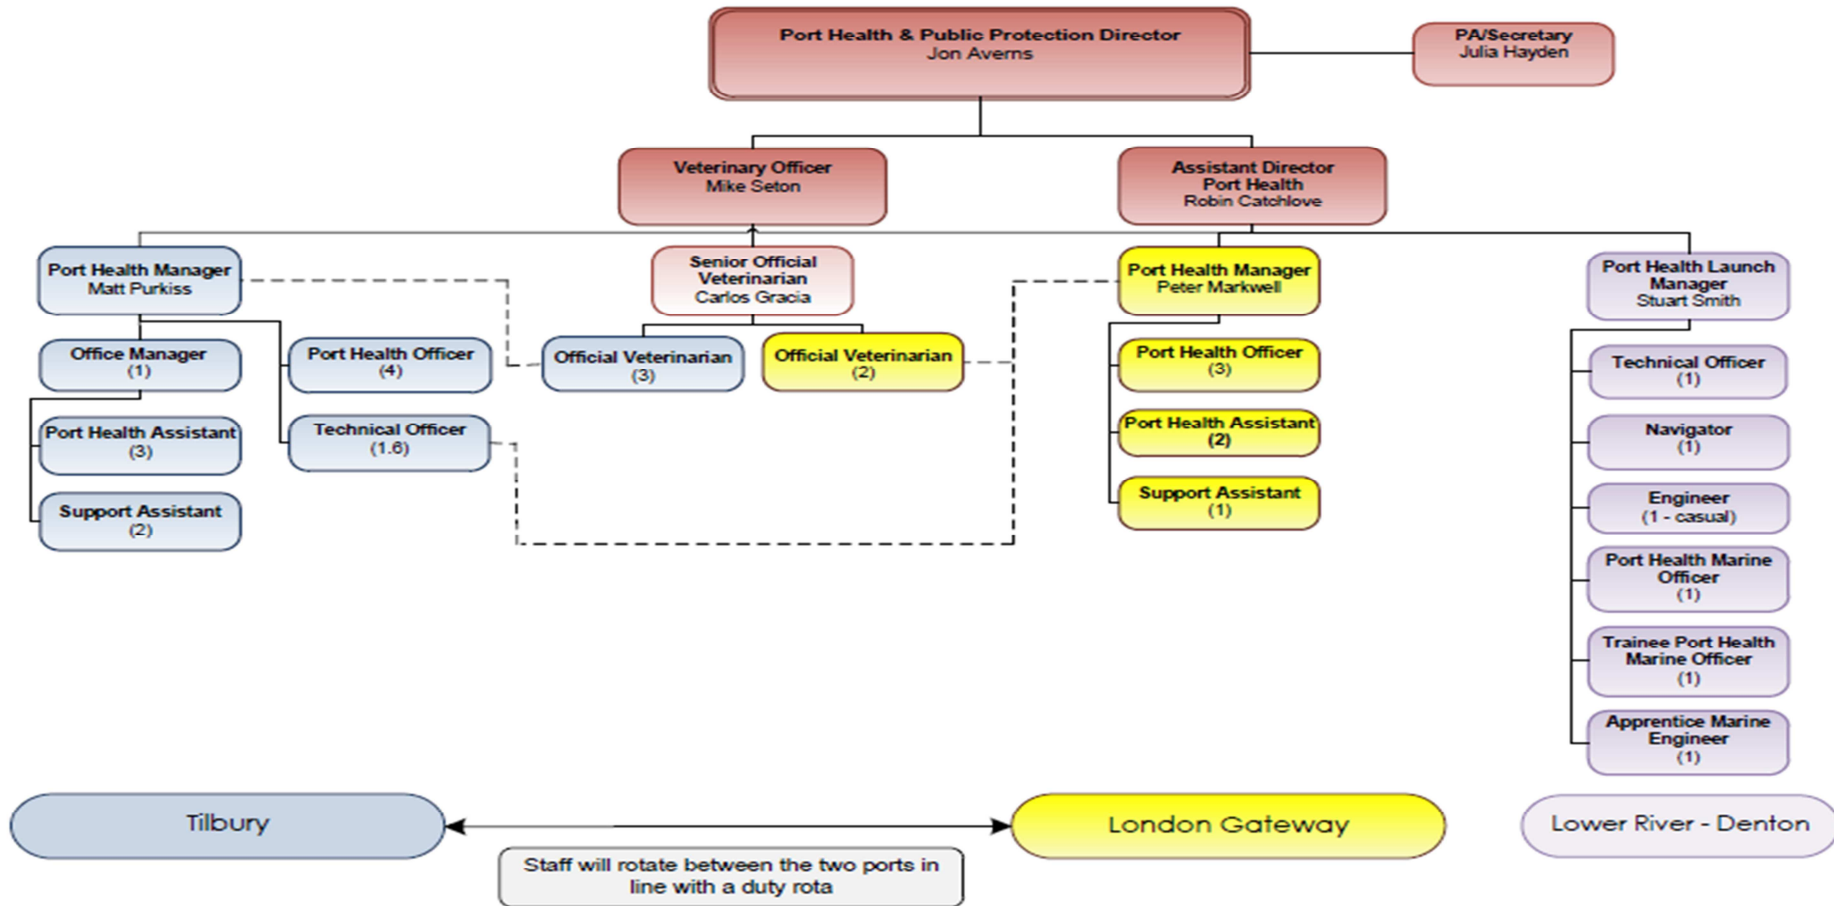 Port Health & Public Protection Director
Jon Averns
PA/Secretary
Julia Hayden
Veterinary Officer
Mike Seton
Assistant Director
Port Health
Robin Catchlove
Port Health Manager
Matt Purkiss
Senior Official
Veterinarian
Carlos Gracia
Port Health Manager
Peter Markwell
Port Health Launch
Manager
Stuart Smith
Office Manager
(1)
Port Health Officer
(4)
Official Veterinarian
(3)
Official Veterinarian
(2)
Port Health Officer
(3)
Technical Officer
(1)
Port Health Assistant
(3)
Technical Officer
(1.6)
Port Health Assistant
(2)
Navigator
(1)
Support Assistant
(2)
Support Assistant
(1)
Engineer
(1 - casual)
Port Health Marine
Officer
(1)
Trainee Port Health
Marine Officer
(1)
Apprentice Marine
Engineer
(1)
Tilbury
London Gateway
Lower River - Denton
Staff will rotate between the two ports in
line with a duty rota